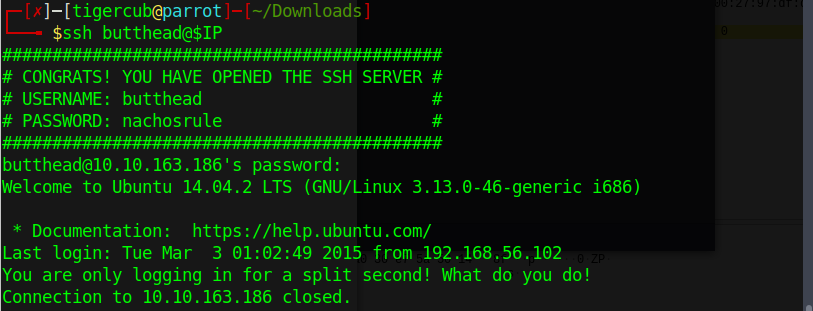 [✗]─[tigercub@parrot]─[~/Downloads]
$ssh butthead@$IP
############################################
# CONGRATS! YOU HAVE OPENED THE SSH SERVER #
# USERNAME: butthead                       #
# PASSWORD: nachosrule                     #
############################################
butthead@10.10.163.186's password:
Welcome to Ubuntu 14.04.2 LTS (GNU/Linux 3.13.0-46-generic i686)
 * Documentation:  https://help.ubuntu.com/
Last login: Tue Mar  3 01:02:49 2015 from 192.168.56.102
You are only logging in for a split second! What do you do!
Connection to 10.10.163.186 closed.